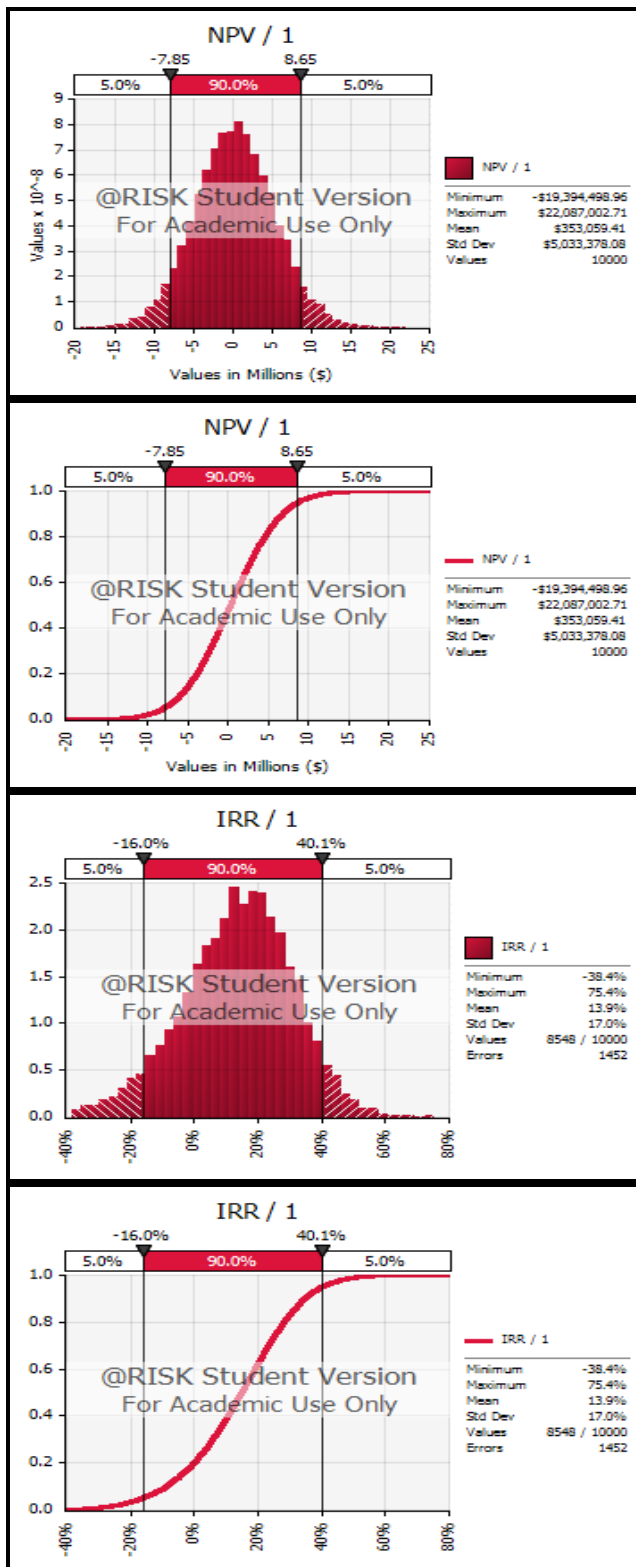 NPV / 1
-7.85 8.65
5.0% 90.0% 5.0%
9
8
7
6
5
4
3
2
1
0
Values x 10^-8
@RISK Student Version
For Academic Use Only
-20 -15 -10 -5 0 5 10 15 20 25
Values in Millions ($)
NPV / 1
Minimum -$19,394,498.96
Maximum $22,087,002.71
Mean $353,059.41
Std Dev $5,033,378.08
Values 10000
NPV / 1
-7.85 8.65
5.0% 90.0% 5.0%
1.0
0.8
0.6
0.4
0.2
0.0
@RISK Student Version
For Academic Use Only
-20 -15 -10 -5 0 5 10 15 20 25
Values in Millions ($)
NPV / 1
Minimum -$19,394,498.96
Maximum $22,087,002.71
Mean $353,059.41
Std Dev $5,033,378.08
Values 10000
IRR / 1
-16.0% 40.1%
5.0% 90.0% 5.0%
2.5
2.0
1.5
1.0
0.5
0.0
@RISK Student Version
For Academic Use Only
-40% -20% 0% 20% 40% 60% 80%
IRR / 1
Minimum -38.4%
Maximum 75.4%
Mean 13.9%
Std Dev 17.0%
Values 8548 / 10000
Errors 1452
IRR / 1
-16.0% 40.1%
5.0% 90.0% 5.0%
1.0
0.8
0.6
0.4
0.2
0.0
@RISK Student Version
For Academic Use Only
-40% -20% 0% 20% 40% 60% 80%
IRR / 1
Minimum -38.4%
Maximum 75.4%
Mean 13.9%
Std Dev 17.0%
Values 8548 / 10000
Errors 1452